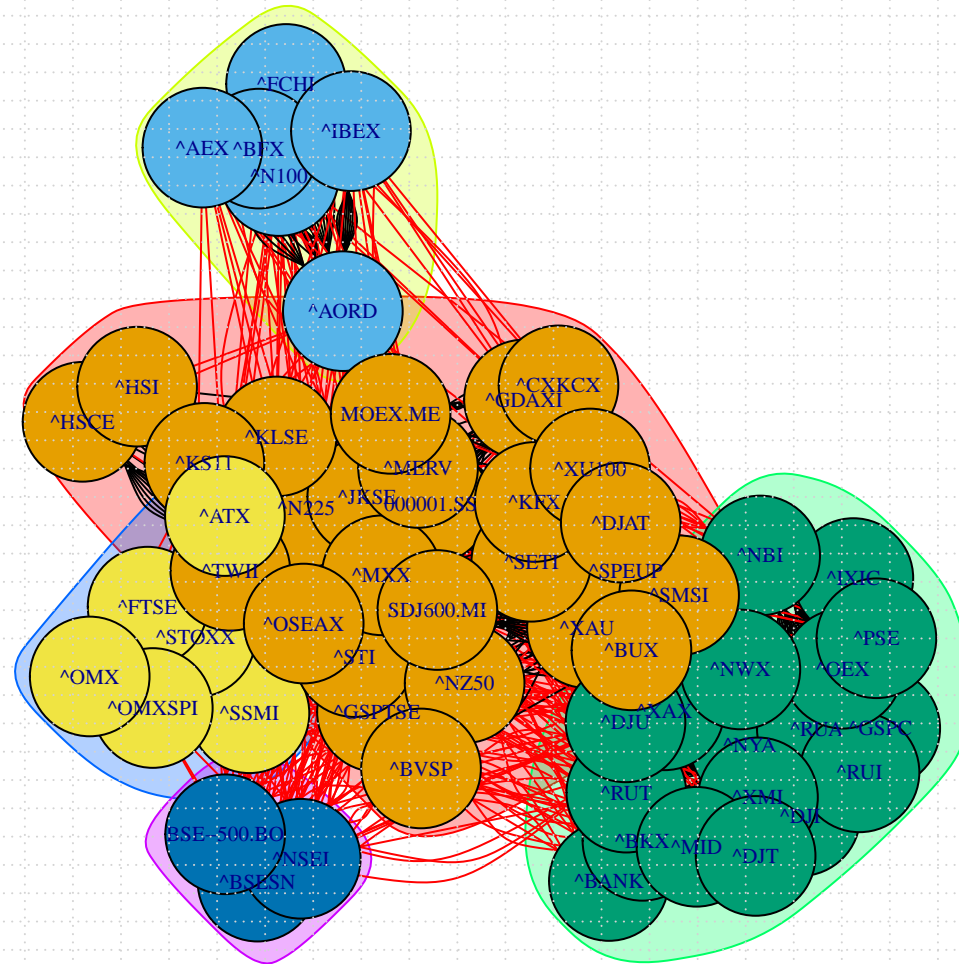 ^FCHI
^IBEX
^AEX
^BFX
^N100
^AORD
^HSI
^CXKCX
^GDAXI
MOEX.ME
^HSCE
^KLSE
^KS11
^MERV
^XU100
^JKSE
000001.SS
^KFX
^N225
^ATX
^DJAT
^NBI
^SETI
^TWII
^MXX
^SPEUP
^IXIC
^SMSI
^FTSE
SDJ600.MI
^OSEAX
^XAU
^STOXX
^PSE
^BUX
^STI
^NWX
^OEX
^OMX
^NZ50
^OMXSPI
^SSMI
^GSPTSE
^XAX
^DJU
^RUA
^GSPC
^NYA
^BVSP
^RUI
^RUT
^XMI
^DJI
BSE-500.BO
^BKX
^MID
^DJT
^NSEI
^BSESN
^BANK